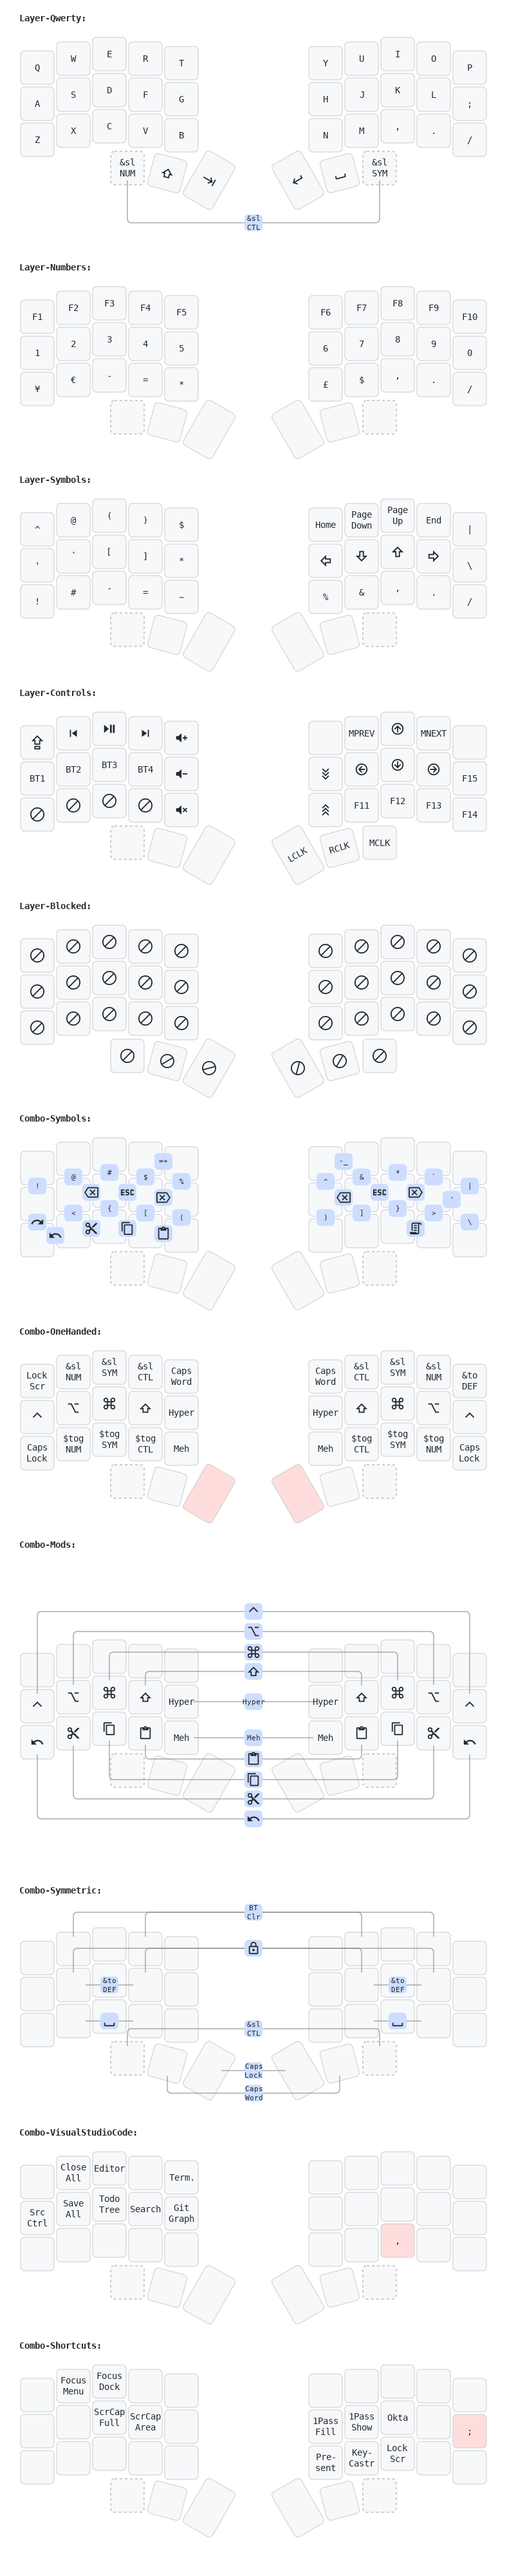 Layer-Qwerty:
Q W E R T Y U I O P
A S D F G H J K L ;
Z X C V B N M , . /
&sl NUM &sl SYM
&sl CTL
Layer-Numbers:
F1 F2 F3 F4 F5 F6 F7 F8 F9 F10
1 2 3 4 5 6 7 8 9 0
¥ € - = * £ $ , . /
Layer-Symbols:
^ @ ( ) $ Home Page Down Page Up End |
' ` [ ] * \
! # - = ~ % & , . /
Layer-Controls:
MPREV MNEXT
BT1 BT2 BT3 BT4 F15
F11 F12 F13 F14
LCLK RCLK MCLK
Layer-Blocked:
Combo-Symbols:
=+ -_
! @ # $ % ^ & * ` |
ESC ESC '
< { [ ( ) ] } > \
Combo-OneHanded:
Lock Scr &sl NUM &sl SYM &sl CTL Caps Word Caps Word &sl CTL &sl SYM &sl NUM &to DEF
Hyper Hyper
Caps Lock $tog NUM $tog SYM $tog CTL Meh Meh $tog CTL $tog SYM $tog NUM Caps Lock
Combo-Mods:
Hyper Hyper Hyper
Meh Meh Meh
Combo-Symmetric:
BT Clr
&to DEF &to DEF
&sl CTL
Caps Lock
Caps Word
Combo-VisualStudioCode:
Close All Editor Term.
Src Ctrl Save All Todo Tree Search Git Graph
,
Combo-Shortcuts:
Focus Menu Focus Dock
ScrCap Full ScrCap Area 1Pass Fill 1Pass Show Okta ;
Pre-sent Key-Castr Lock Scr